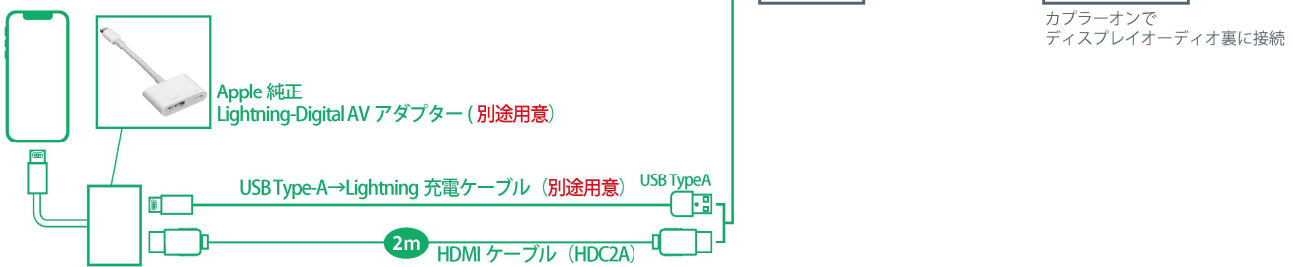 カプラーオンで
ディスプレイオーディオ裏に接続
Apple 純正
Lightning-Digital AV アダプター ( 別途用意)
USB Type-A→Lightning 充電ケーブル（別途用意）
USB TypeA
2m
HDMI ケーブル（HDC2A）